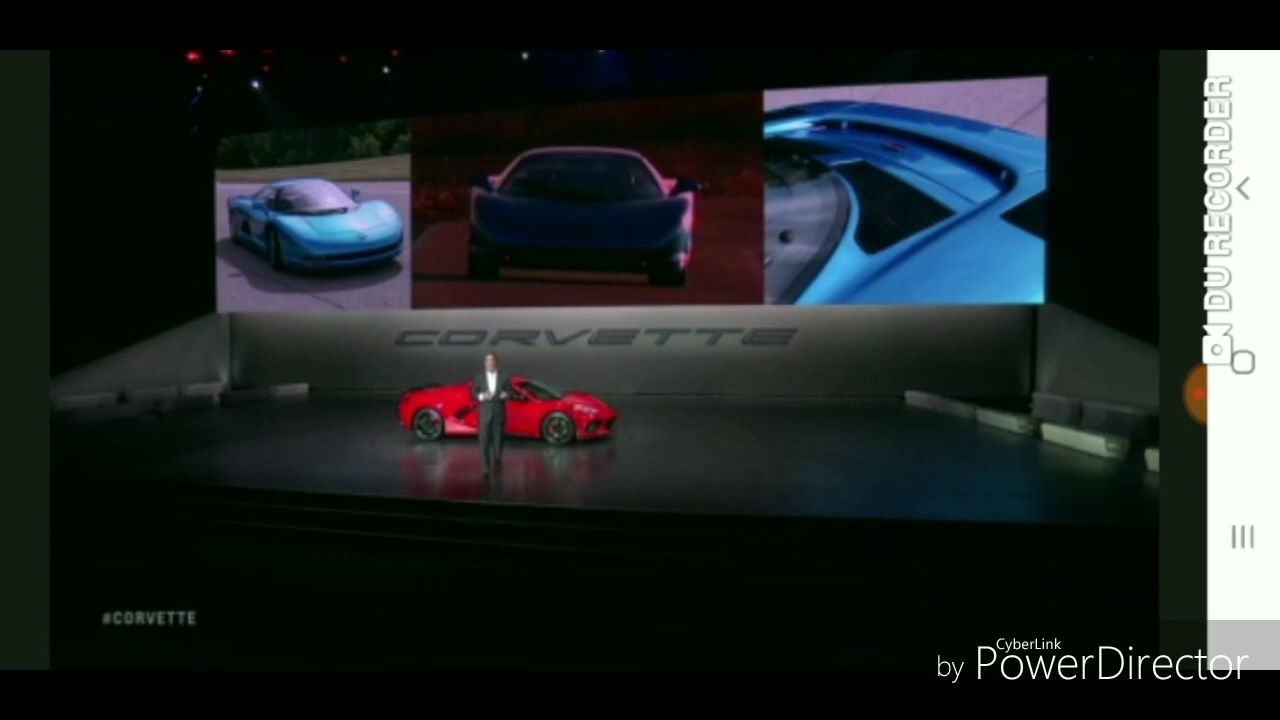 CORVETTE
#CORVETTE
DU RECORDER
CyberLink
by PowerDirector